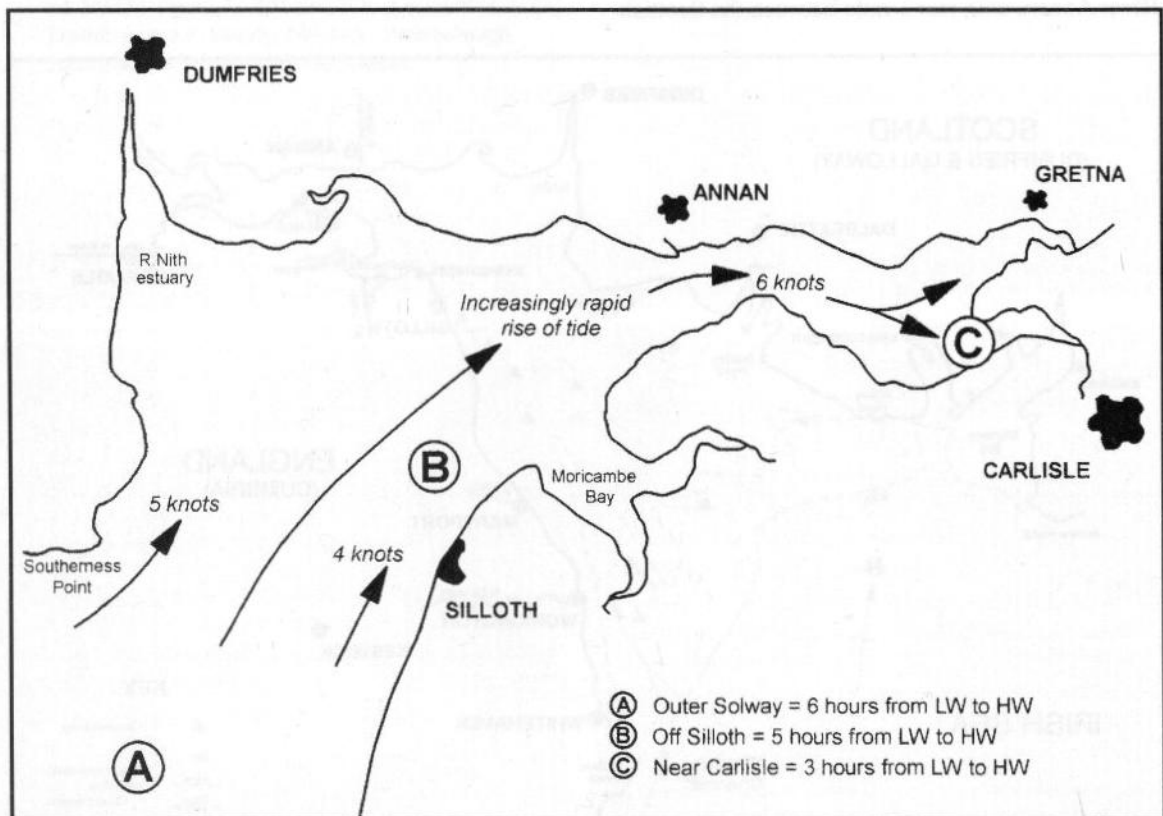 DUMFRIES
ANNAN
GRETNA
R.Nith
estuary
6 knots
Increasingly rapid
rise of tide
C
CARLISLE
B
Moricambe
Bay
5 knots
4 knots
Southerness
Point
SILLOTH
A
A Outer Solway = 6 hours from LW to HW
B Off Silloth = 5 hours from LW to HW
C Near Carlisle = 3 hours from LW to HW